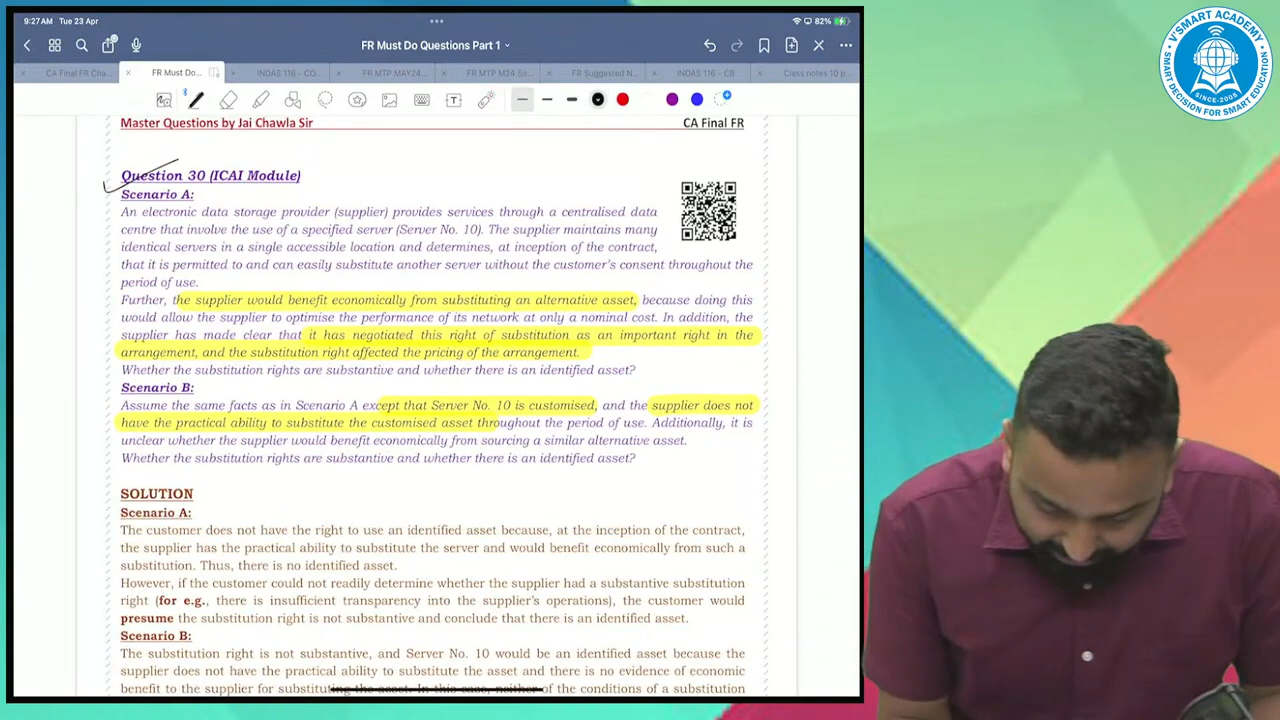 9:27 AM Tue 23 Apr
82%
FR Must Do Questions Part 1
CA Final FR Cha...
FR Must Do...
INDAS 116 - CO...
FR MTP MAY24...
FR MTP M24 So...
FR Suggested N...
INDAS 116 - CB...
Class notes 10 p...
V'SMART ACADEMY
SMART DECISION FOR SMART EDUCATION
SINCE-2005
Master Questions by Jai Chawla Sir
CA Final FR
Question 30 (ICAI Module)
Scenario A:
An electronic data storage provider (supplier) provides services through a centralised data
centre that involve the use of a specified server (Server No. 10). The supplier maintains many
identical servers in a single accessible location and determines, at inception of the contract,
that it is permitted to and can easily substitute another server without the customer's consent throughout the
period of use.
Further, the supplier would benefit economically from substituting an alternative asset, because doing this
would allow the supplier to optimise the performance of its network at only a nominal cost. In addition, the
supplier has made clear that it has negotiated this right of substitution as an important right in the
arrangement, and the substitution right affected the pricing of the arrangement.
Whether the substitution rights are substantive and whether there is an identified asset?
Scenario B:
Assume the same facts as in Scenario A except that Server No. 10 is customised, and the supplier does not
have the practical ability to substitute the customised asset throughout the period of use. Additionally, it is
unclear whether the supplier would benefit economically from sourcing a similar alternative asset.
Whether the substitution rights are substantive and whether there is an identified asset?
SOLUTION
Scenario A:
The customer does not have the right to use an identified asset because, at the inception of the contract,
the supplier has the practical ability to substitute the server and would benefit economically from such a
substitution. Thus, there is no identified asset.
However, if the customer could not readily determine whether the supplier had a substantive substitution
right (for e.g., there is insufficient transparency into the supplier's operations), the customer would
presume the substitution right is not substantive and conclude that there is an identified asset.
Scenario B:
The substitution right is not substantive, and Server No. 10 would be an identified asset because the
supplier does not have the practical ability to substitute the asset and there is no evidence of economic
benefit to the supplier for substituting the asset. In this case, neither of the conditions of a substitution